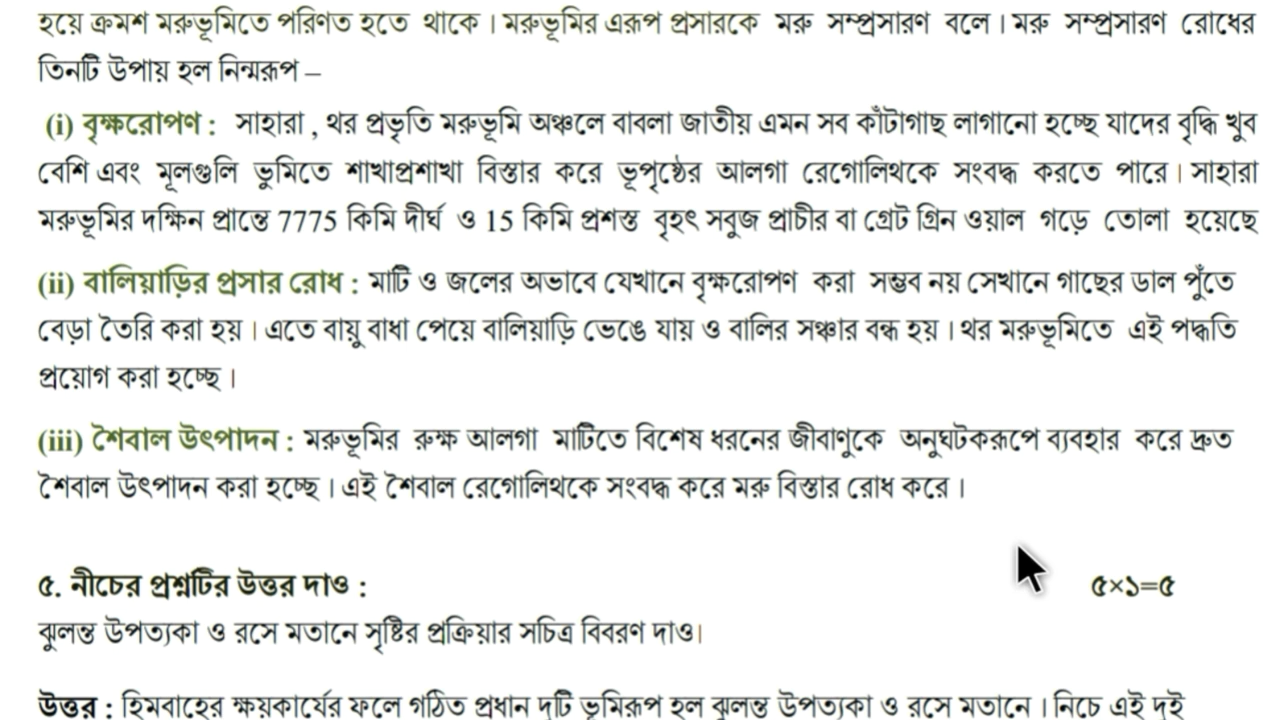 হয়ে ক্রমশ মরুভূমিতে পরিণত হতে থাকে । মরুভূমির এরূপ প্রসারকে মরু সম্প্রসারণ বলে । মরু সম্প্রসারণ রোধের
তিনটি উপায় হল নিন্মরূপ –
(i) বৃক্ষরোপণ : সাহারা , থর প্রভৃতি মরুভূমি অঞ্চলে বাবলা জাতীয় এমন সব কাঁটাগাছ লাগানো হচ্ছে যাদের বৃদ্ধি খুব
বেশি এবং মূলগুলি ভুমিতে শাখাপ্রশাখা বিস্তার করে ভূপৃষ্ঠের আলগা রেগোলিথকে সংবদ্ধ করতে পারে । সাহারা
মরুভূমির দক্ষিন প্রান্তে 7775 কিমি দীর্ঘ ও 15 কিমি প্রশস্ত বৃহৎ সবুজ প্রাচীর বা গ্রেট গ্রিন ওয়াল গড়ে তোলা হয়েছে
(ii) বালিয়াড়ির প্রসার রোধ : মাটি ও জলের অভাবে যেখানে বৃক্ষরোপণ করা সম্ভব নয় সেখানে গাছের ডাল পুঁতে
বেড়া তৈরি করা হয় । এতে বায়ু বাধা পেয়ে বালিয়াড়ি ভেঙে যায় ও বালির সঞ্চার বন্ধ হয় । থর মরুভূমিতে এই পদ্ধতি
প্রয়োগ করা হচ্ছে ।
(iii) শৈবাল উৎপাদন : মরুভূমির রুক্ষ আলগা মাটিতে বিশেষ ধরনের জীবাণুকে অনুঘটকরূপে ব্যবহার করে দ্রুত
শৈবাল উৎপাদন করা হচ্ছে । এই শৈবাল রেগোলিথকে সংবদ্ধ করে মরু বিস্তার রোধ করে ।
৫. নীচের প্রশ্নটির উত্তর দাও : ৫×১=৫
ঝুলন্ত উপত্যকা ও রসে মতানে সৃষ্টির প্রক্রিয়ার সচিত্র বিবরণ দাও।
উত্তর : হিমবাহের ক্ষয়কার্যের ফলে গঠিত প্রধান দুটি ভূমিরূপ হল ঝুলন্ত উপত্যকা ও রসে মতানে । নিচে এই দুই